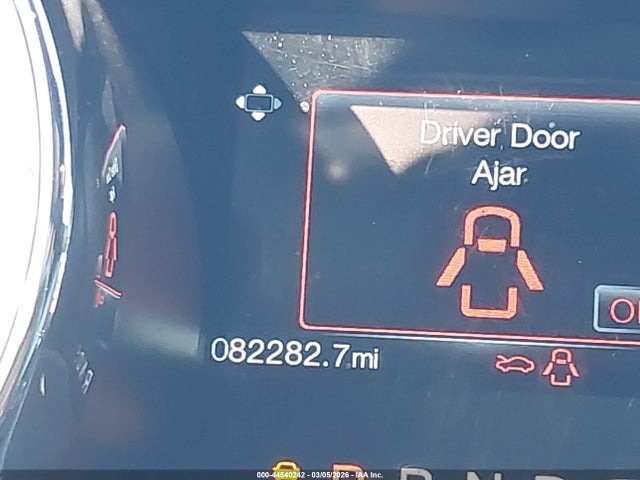 Driver Door
Ajar
082282.7mi
P R N D
000-44540242 - 03/05/2026 - IAA Inc.